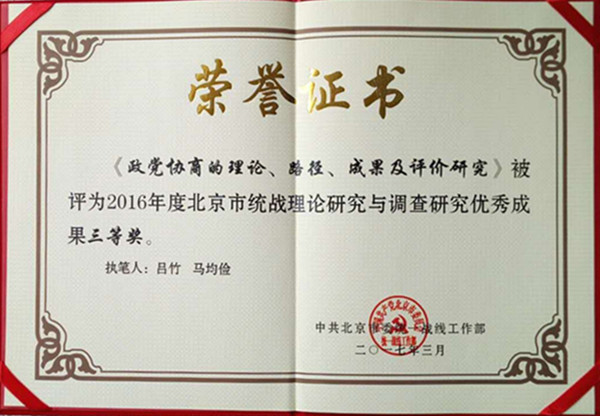 荣誉证书
《政党协商的理论、路径、成果及评价研究》被
评为2016年度北京市统战理论研究与调查研究优秀成
果三等奖。
执笔人：吕竹 马均俭
中共北京市委统一战线工作部
二〇一七年三月